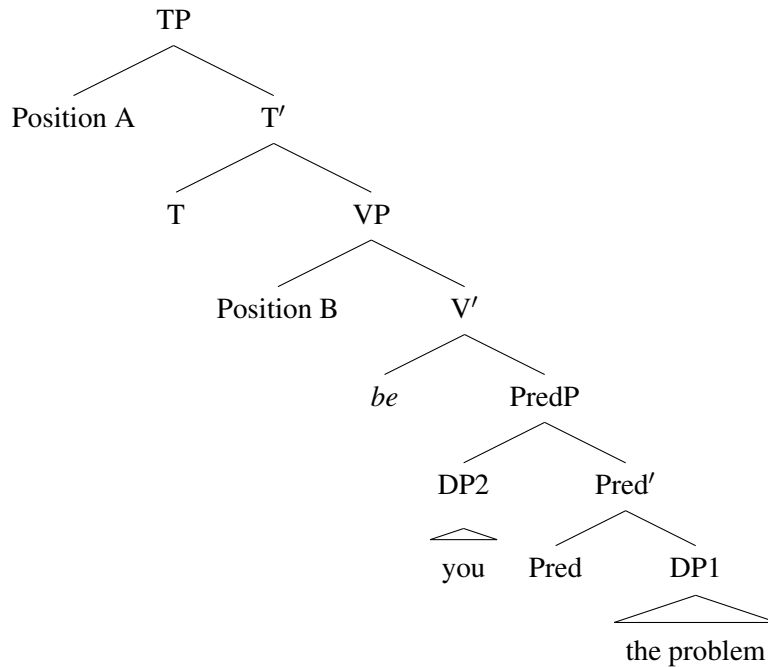 TP
Position A T′
T VP
Position B V′
be PredP
DP2 Pred′
you Pred DP1
the problem